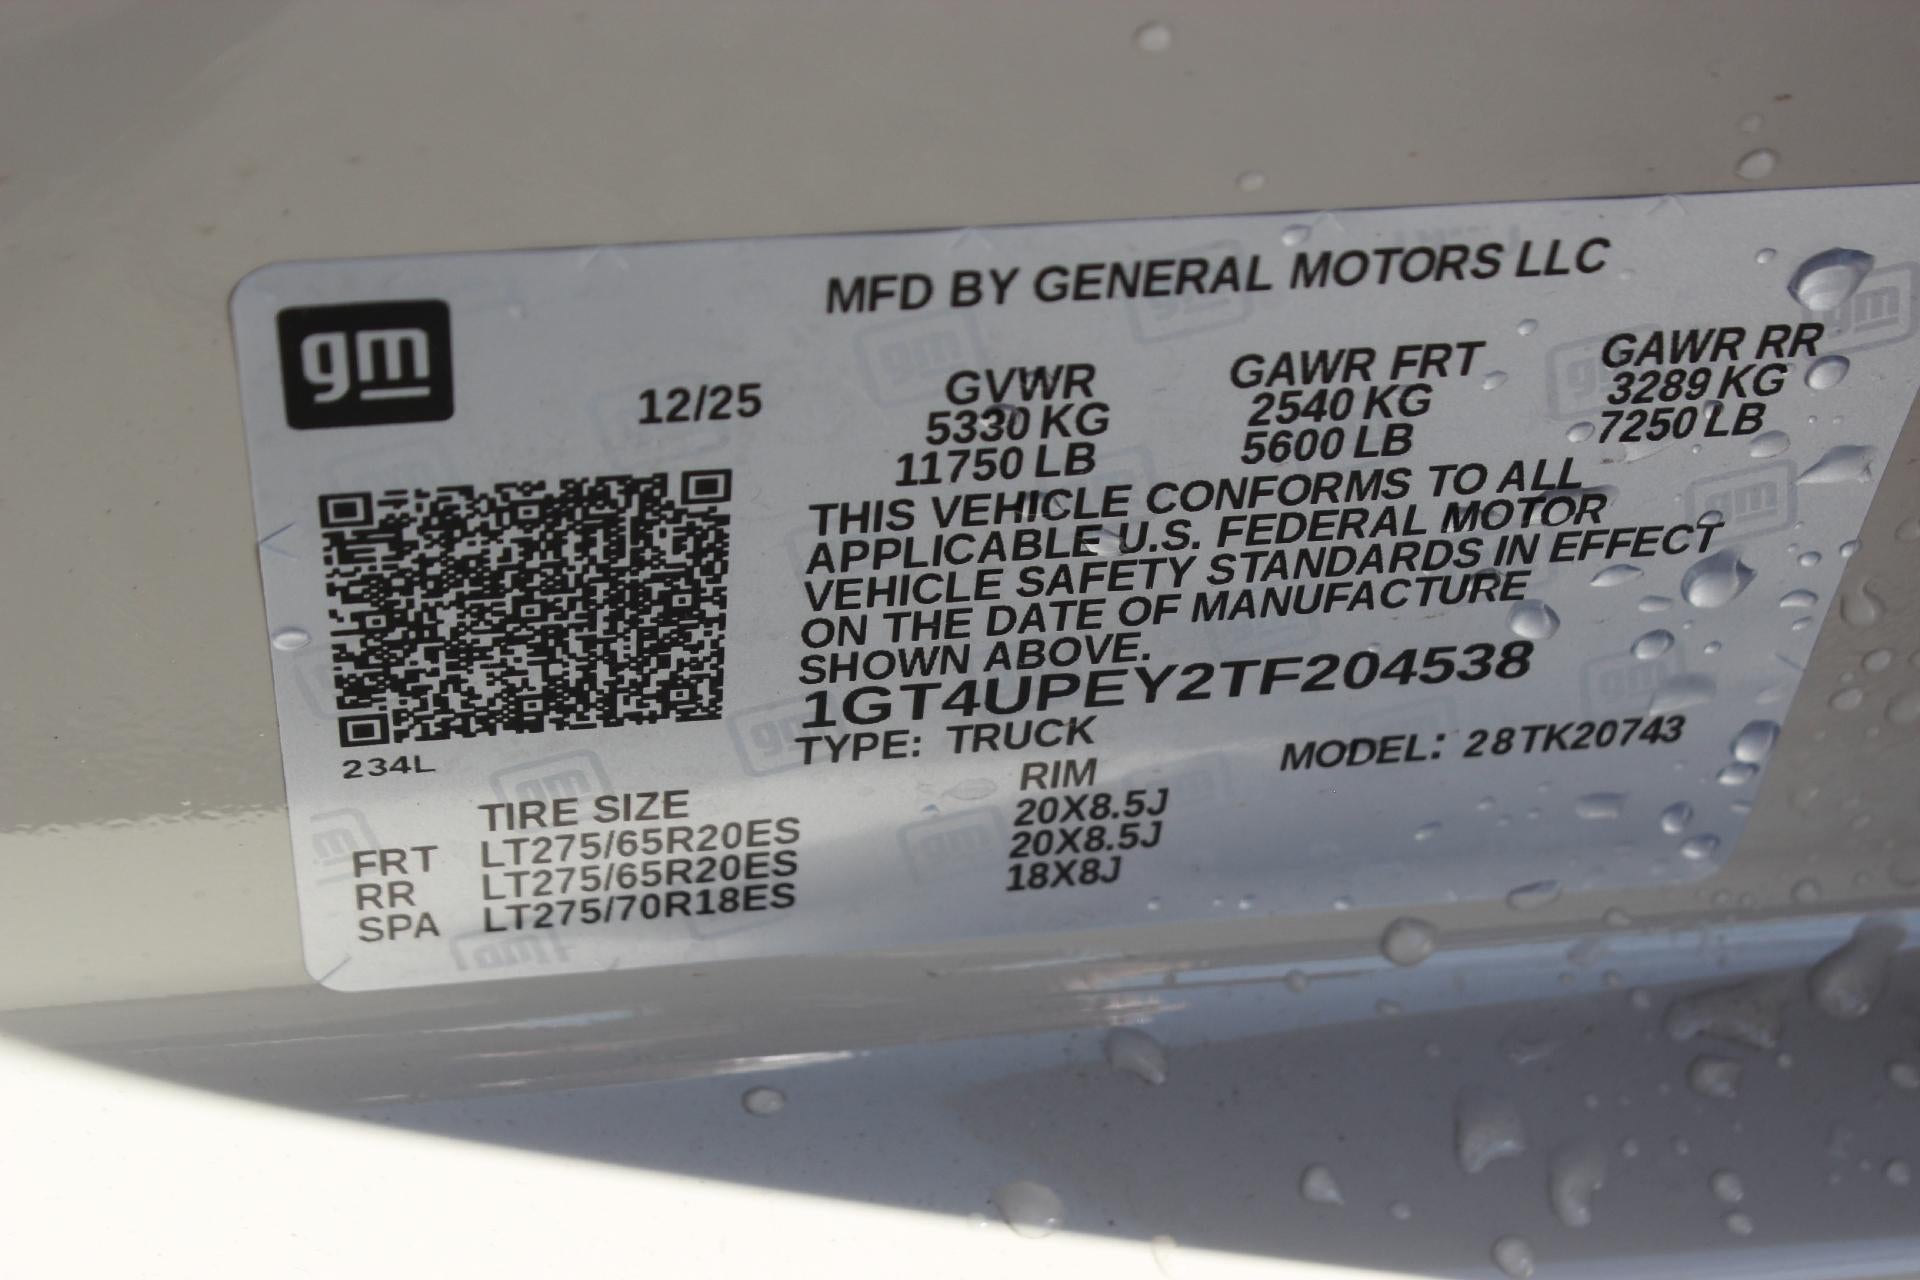 gm
MFD BY GENERAL MOTORS LLC
12/25
GVWR GAWR FRT GAWR RR
5330 KG 2540 KG 3289 KG
11750 LB 5600 LB 7250 LB
THIS VEHICLE CONFORMS TO ALL
APPLICABLE U.S. FEDERAL MOTOR
VEHICLE SAFETY STANDARDS IN EFFECT
ON THE DATE OF MANUFACTURE
SHOWN ABOVE.
1GT4UPEY2TF204538
TYPE: TRUCK MODEL: 28TK20743
234L
TIRE SIZE RIM
FRT LT275/65R20ES 20X8.5J
RR LT275/65R20ES 20X8.5J
SPA LT275/70R18ES 18X8J